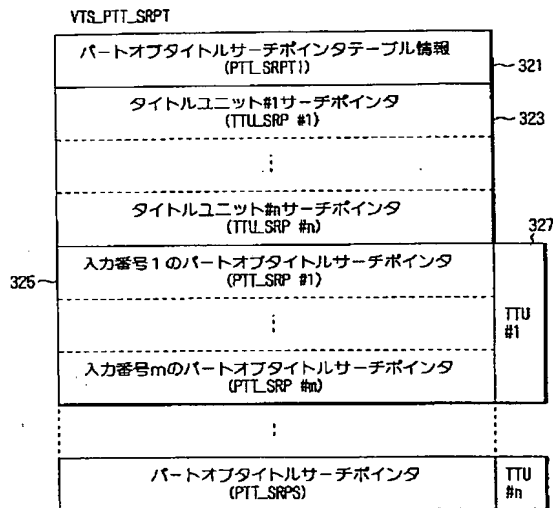 VTS_PTT_SRPT
パートオブタイトルサーチポインタテーブル情報
(PTT_SRPTI)
321
タイトルユニット#1サーチポインタ
(TTU_SRP #1)
323
タイトルユニット#nサーチポインタ
(TTU_SRP #n)
327
325
入力番号1のパートオブタイトルサーチポインタ
(PTT_SRP #1)
TTU
#1
入力番号mのパートオブタイトルサーチポインタ
(PTT_SRP #m)
パートオブタイトルサーチポインタ
(PTT_SRPS)
TTU
#n